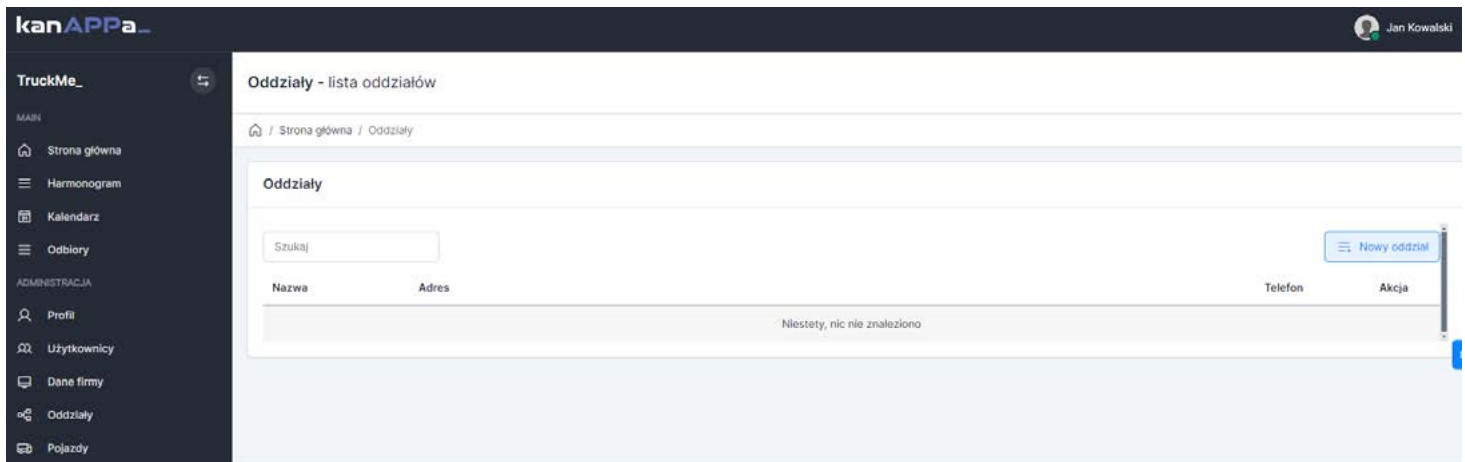 kanAPPa_
Jan Kowalski
TruckMe_
Oddziały - lista oddziałów
MAIN
/ Strona główna / Oddziały
Strona główna
Harmonogram
Oddziały
Kalendarz
Odbiory
Szukaj
Nowy oddział
ADMINISTRACJA
Nazwa Adres Telefon Akcja
Profil
Niestety, nic nie znaleziono
Użytkownicy
Dane firmy
Oddziały
Pojazdy